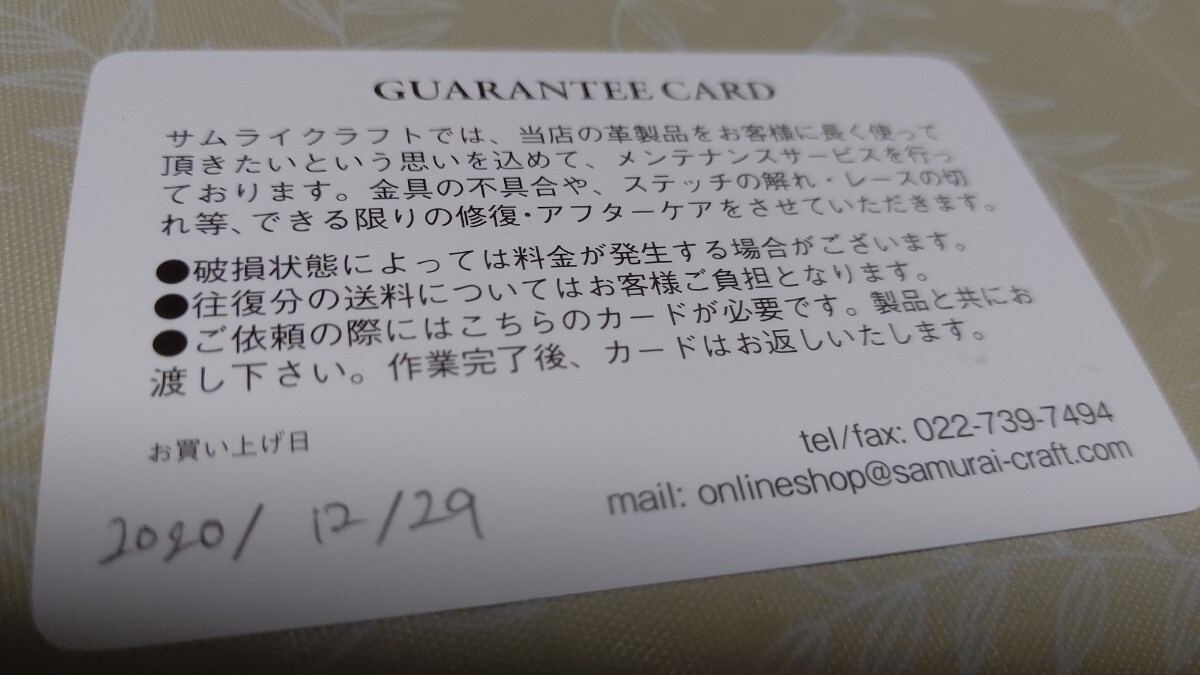 GUARANTEE CARD
サムライクラフトでは、当店の革製品をお客様に長く使って
頂きたいという思いを込めて、メンテナンスサービスを行っ
ております。金具の不具合や、ステッチの解れ・レースの切
れ等、できる限りの修復・アフターケアをさせていただきます。
●破損状態によっては料金が発生する場合がございます。
●往復分の送料についてはお客様ご負担となります。
●ご依頼の際にはこちらのカードが必要です。製品と共にお
渡し下さい。作業完了後、カードはお返しいたします。
お買い上げ日
2020/12/29
tel/fax: 022-739-7494
mail: onlineshop@samurai-craft.com